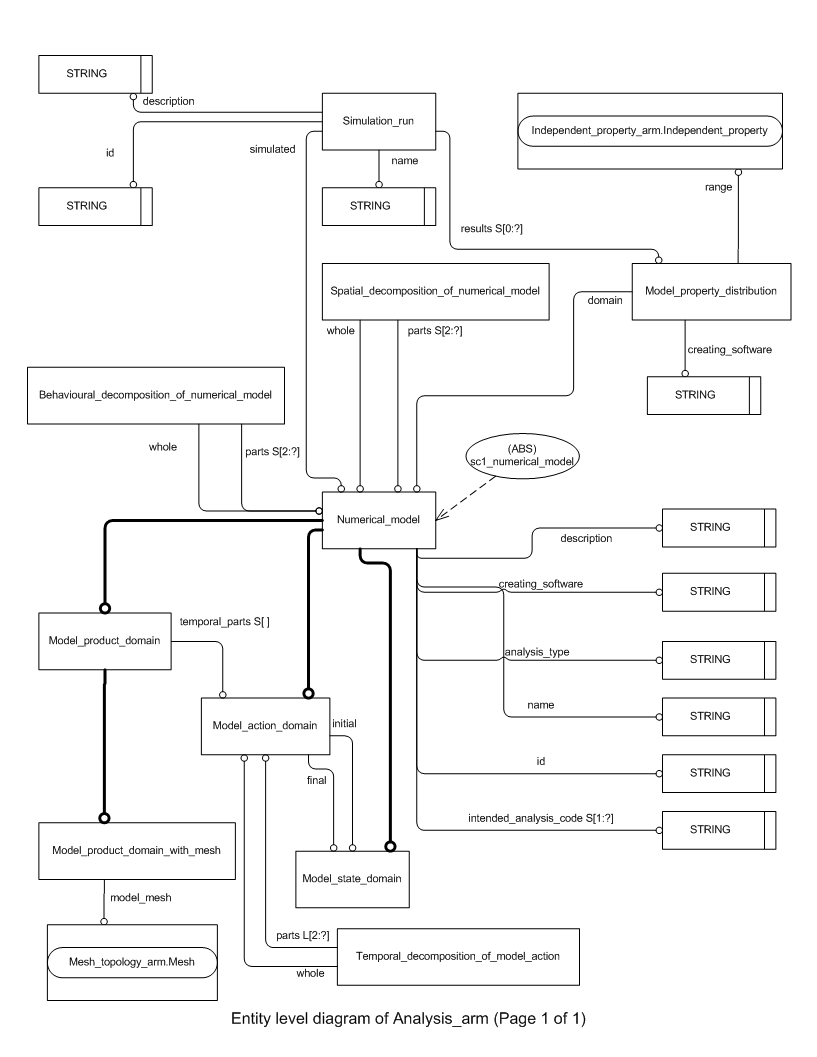 STRING
description
Simulation_run
Independent_property_arm.Independent_property
id
simulated
name
range
STRING
STRING
results S[0:?]
Spatial_decomposition_of_numerical_model
Model_property_distribution
domain
whole
parts S[2:?]
creating_software
Behavioural_decomposition_of_numerical_model
STRING
whole
parts S[2:?]
(ABS)
sc1_numerical_model
Numerical_model
STRING
description
creating_software
STRING
temporal_parts S[ ]
Model_product_domain
analysis_type
STRING
name
STRING
Model_action_domain
initial
final
id
STRING
intended_analysis_code S[1:?]
STRING
Model_product_domain_with_mesh
Model_state_domain
model_mesh
parts L[2:?]
Temporal_decomposition_of_model_action
Mesh_topology_arm.Mesh
whole
Entity level diagram of Analysis_arm (Page 1 of 1)